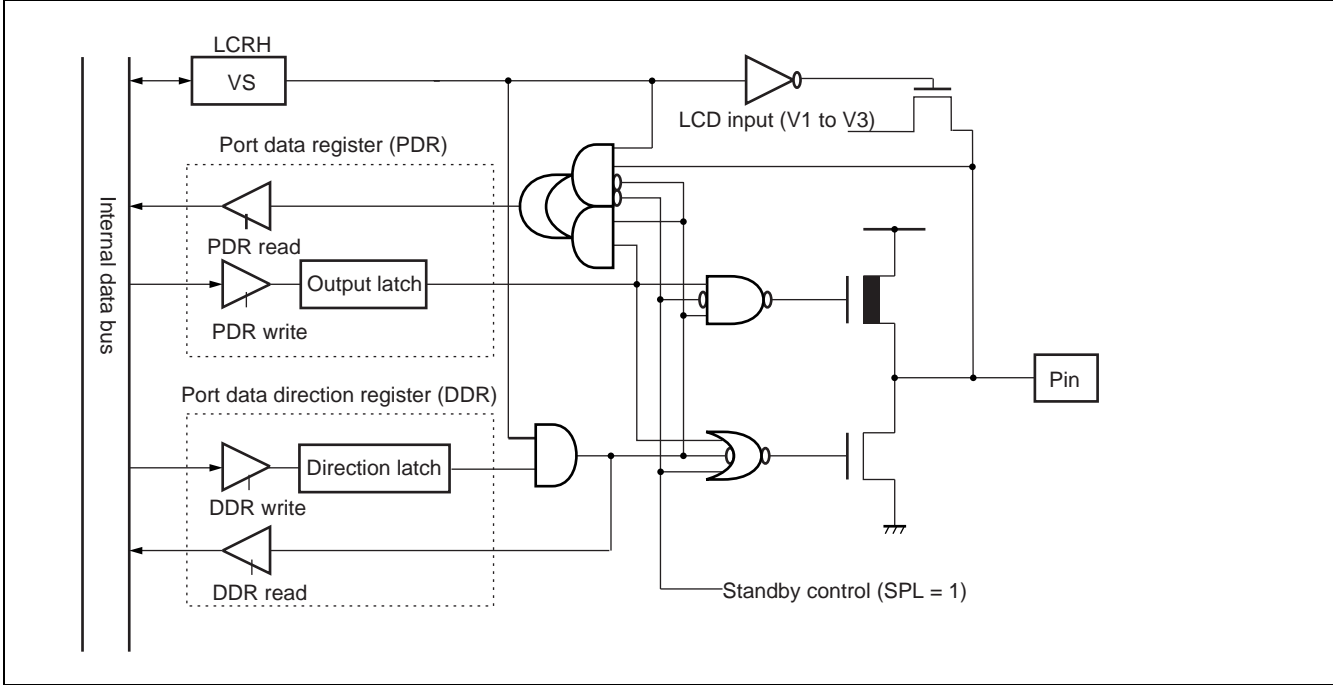 LCRH
VS
LCD input (V1 to V3)
Port data register (PDR)
PDR read
Output latch
PDR write
Internal data bus
Pin
Port data direction register (DDR)
Direction latch
DDR write
DDR read
Standby control (SPL = 1)